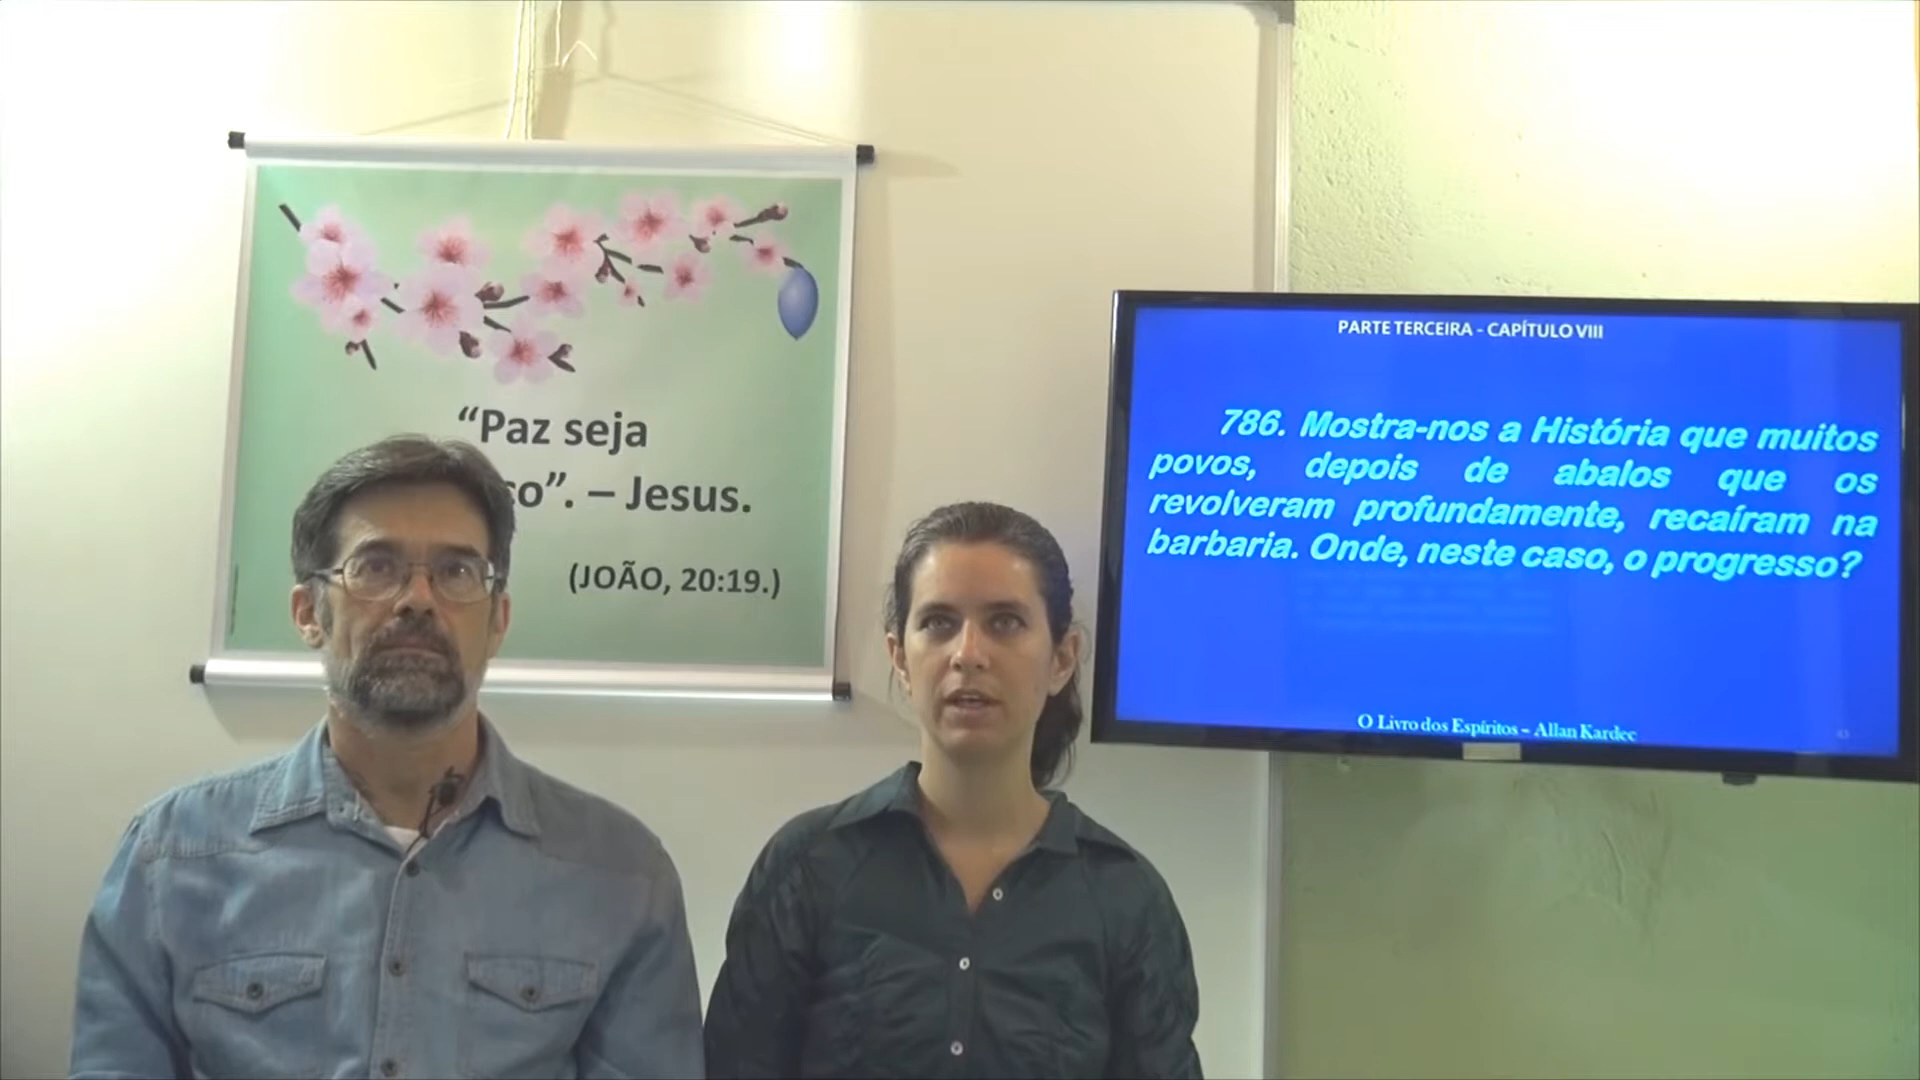 “Paz seja
ço”. – Jesus.
(JOÃO, 20:19.)
PARTE TERCEIRA - CAPÍTULO VIII
786. Mostra-nos a História que muitos
povos, depois de abalos que os
revolveram profundamente, recaíram na
barbaria. Onde, neste caso, o progresso?
O Livro dos Espíritos – Allan Kardec